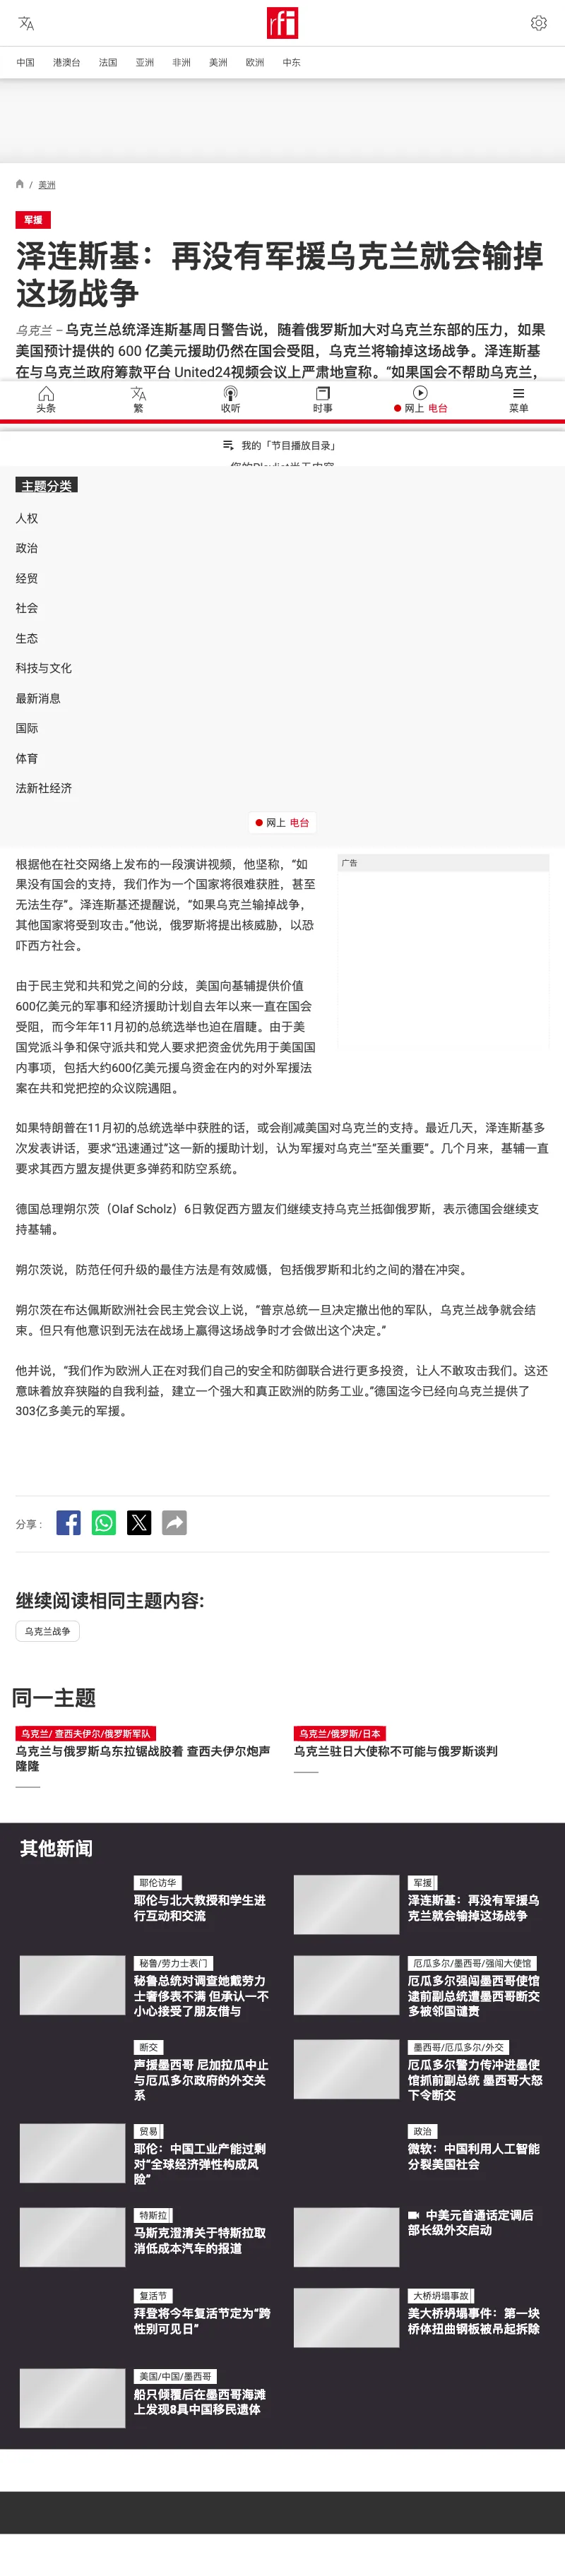 rfi
中国 港澳台 法国 亚洲 非洲 美洲 欧洲 中东
/ 美洲
军援
泽连斯基：再没有军援乌克兰就会输掉
这场战争
乌克兰 – 乌克兰总统泽连斯基周日警告说，随着俄罗斯加大对乌克兰东部的压力，如果
美国预计提供的 600 亿美元援助仍然在国会受阻，乌克兰将输掉这场战争。泽连斯基
在与乌克兰政府筹款平台 United24视频会议上严肃地宣称。“如果国会不帮助乌克兰，
头条 繁 收听 时事 网上 电台 菜单
我的「节目播放目录」
主题分类
人权
政治
经贸
社会
生态
科技与文化
最新消息
国际
体育
法新社经济
网上 电台
根据他在社交网络上发布的一段演讲视频，他坚称，“如
果没有国会的支持，我们作为一个国家将很难获胜，甚至
无法生存”。泽连斯基还提醒说，“如果乌克兰输掉战争，
其他国家将受到攻击。”他说，俄罗斯将提出核威胁，以恐
吓西方社会。
广告
由于民主党和共和党之间的分歧，美国向基辅提供价值
600亿美元的军事和经济援助计划自去年以来一直在国会
受阻，而今年年11月初的总统选举也迫在眉睫。由于美
国党派斗争和保守派共和党人要求把资金优先用于美国国
内事项，包括大约600亿美元援乌资金在内的对外军援法
案在共和党把控的众议院遇阻。
如果特朗普在11月初的总统选举中获胜的话，或会削减美国对乌克兰的支持。最近几天，泽连斯基多
次发表讲话，要求“迅速通过”这一新的援助计划，认为军援对乌克兰“至关重要”。几个月来，基辅一直
要求其西方盟友提供更多弹药和防空系统。
德国总理朔尔茨（Olaf Scholz）6日敦促西方盟友们继续支持乌克兰抵御俄罗斯，表示德国会继续支
持基辅。
朔尔茨说，防范任何升级的最佳方法是有效威慑，包括俄罗斯和北约之间的潜在冲突。
朔尔茨在布达佩斯欧洲社会民主党会议上说，“普京总统一旦决定撤出他的军队，乌克兰战争就会结
束。但只有他意识到无法在战场上赢得这场战争时才会做出这个决定。”
他并说，“我们作为欧洲人正在对我们自己的安全和防御联合进行更多投资，让人不敢攻击我们。这还
意味着放弃狭隘的自我利益，建立一个强大和真正欧洲的防务工业。”德国迄今已经向乌克兰提供了
303亿多美元的军援。
分享 :
继续阅读相同主题内容:
乌克兰战争
同一主题
乌克兰/ 查西夫伊尔/俄罗斯军队
乌克兰与俄罗斯乌东拉锯战胶着 查西夫伊尔炮声
隆隆
乌克兰/俄罗斯/日本
乌克兰驻日大使称不可能与俄罗斯谈判
其他新闻
耶伦访华
耶伦与北大教授和学生进
行互动和交流
军援
泽连斯基：再没有军援乌
克兰就会输掉这场战争
秘鲁/劳力士表门
秘鲁总统对调查她戴劳力
士奢侈表不满 但承认一不
小心接受了朋友借与
厄瓜多尔/墨西哥/强闯大使馆
厄瓜多尔强闯墨西哥使馆
逮前副总统遭墨西哥断交
多被邻国谴责
断交
声援墨西哥 尼加拉瓜中止
与厄瓜多尔政府的外交关
系
墨西哥/厄瓜多尔/外交
厄瓜多尔警力传冲进墨使
馆抓前副总统 墨西哥大怒
下令断交
贸易
耶伦：中国工业产能过剩
对“全球经济弹性构成风
险”
政治
微软：中国利用人工智能
分裂美国社会
特斯拉
马斯克澄清关于特斯拉取
消低成本汽车的报道
中美元首通话定调后
部长级外交启动
复活节
拜登将今年复活节定为“跨
性别可见日”
大桥坍塌事故
美大桥坍塌事件：第一块
桥体扭曲钢板被吊起拆除
美国/中国/墨西哥
船只倾覆后在墨西哥海滩
上发现8具中国移民遗体